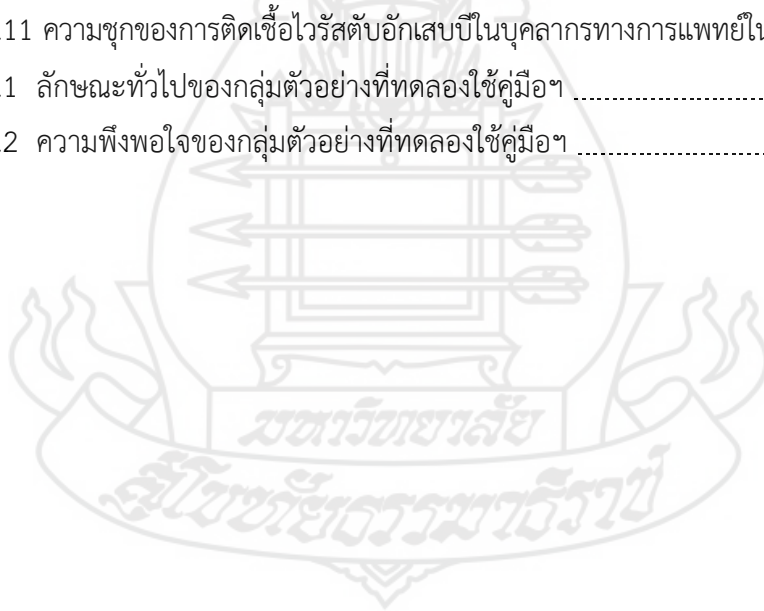 .11 ความชุกของการติดเชื้อไวรัสตับอักเสบบีในบุคลากรทางการแพทย์ใน
.1 ลักษณะทั่วไปของกลุ่มตัวอย่างที่ทดลองใช้คู่มือฯ
.2 ความพึงพอใจของกลุ่มตัวอย่างที่ทดลองใช้คู่มือฯ
มหาวิทยาลัย
สุโขทัยธรรมาธิราช